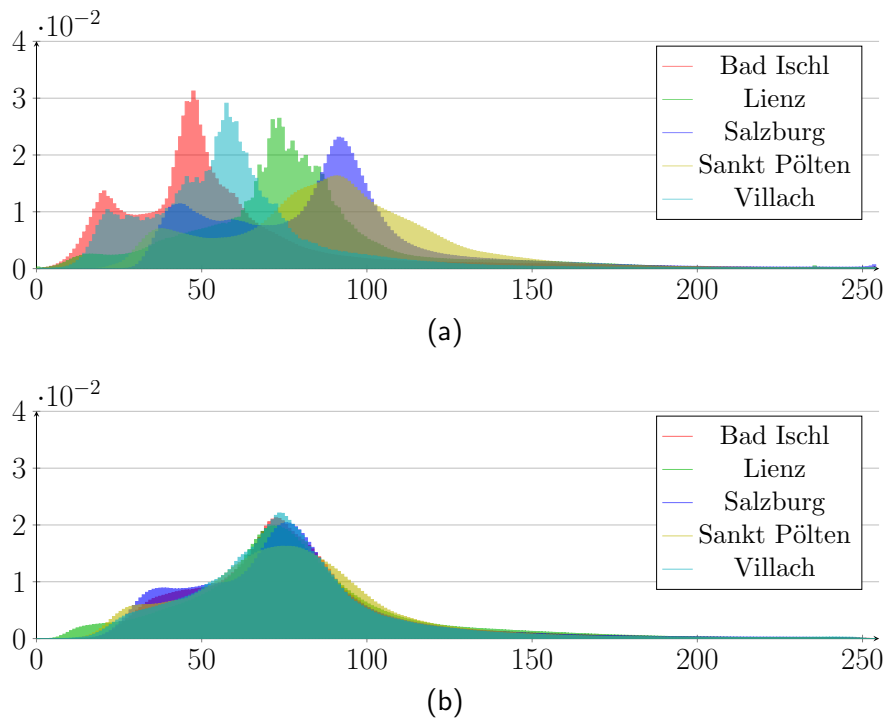 ·10⁻²
4
3
2
1
0
0 50 100 150 200 250
Bad Ischl
Lienz
Salzburg
Sankt Pölten
Villach
(a)
·10⁻²
4
3
2
1
0
0 50 100 150 200 250
Bad Ischl
Lienz
Salzburg
Sankt Pölten
Villach
(b)